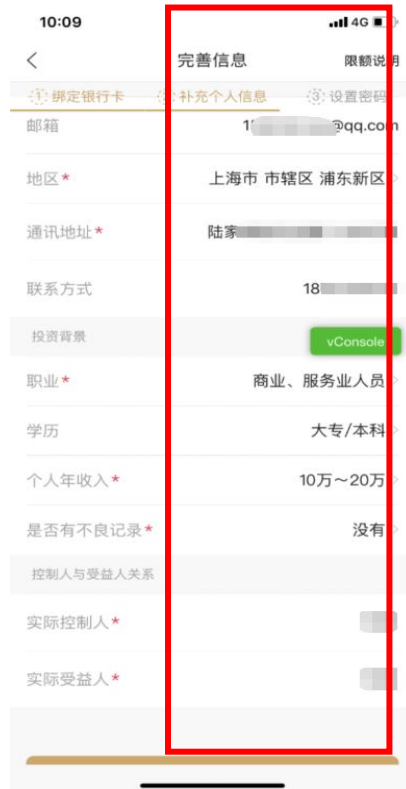 10:09 4G
完善信息 限额说明
① 绑定银行卡 ② 补充个人信息 ③ 设置密码
邮箱 1 @qq.com
地区* 上海市 市辖区 浦东新区
通讯地址* 陆家
联系方式 18
投资背景 vConsole
职业* 商业、服务业人员
学历 大专/本科
个人年收入* 10万～20万
是否有不良记录* 没有
控制人与受益人关系
实际控制人*
实际受益人*